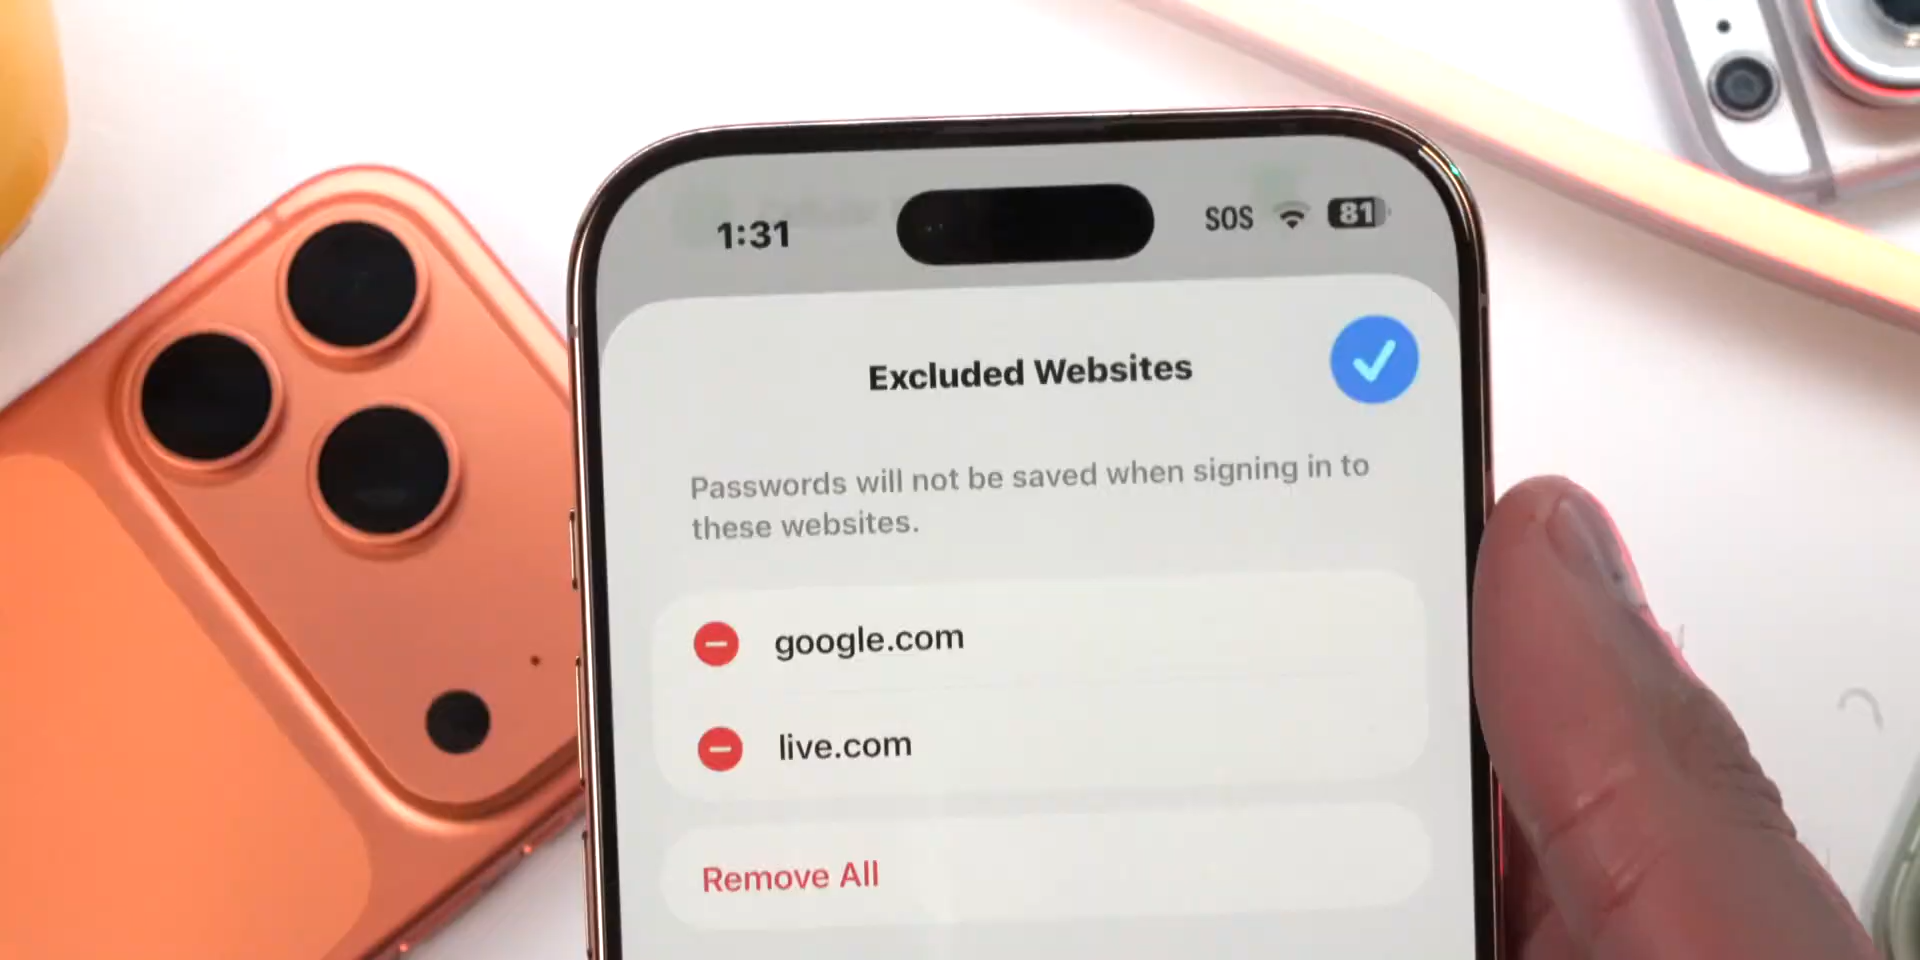 1:31
SOS
81
Excluded Websites
Passwords will not be saved when signing in to
these websites.
google.com
live.com
Remove All